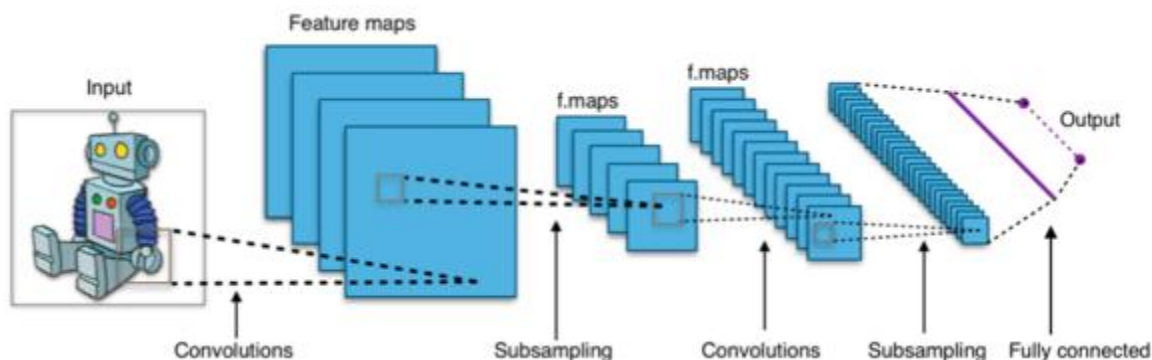 Feature maps
Input
f.maps
f.maps
Output
Convolutions
Subsampling
Convolutions
Subsampling
Fully connected